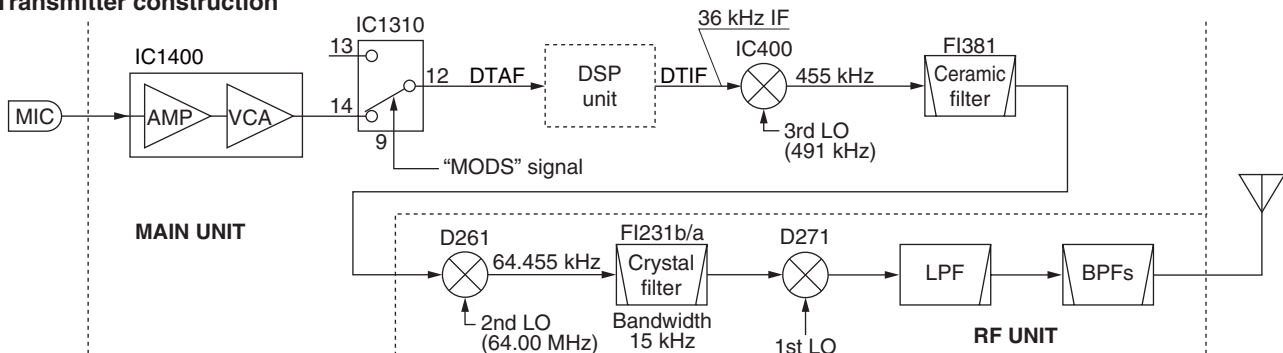 Transmitter construction
IC1310
36 kHz IF
IC400
FI381
IC1400
13
12
DTAF
DSP
unit
DTIF
455 kHz
Ceramic
filter
MIC
AMP
VCA
14
9
3rd LO
(491 kHz)
"MODS" signal
MAIN UNIT
D261
64.455 kHz
FI231b/a
Crystal
filter
D271
LPF
BPFs
2nd LO
(64.00 MHz)
Bandwidth
15 kHz
1st LO
RF UNIT